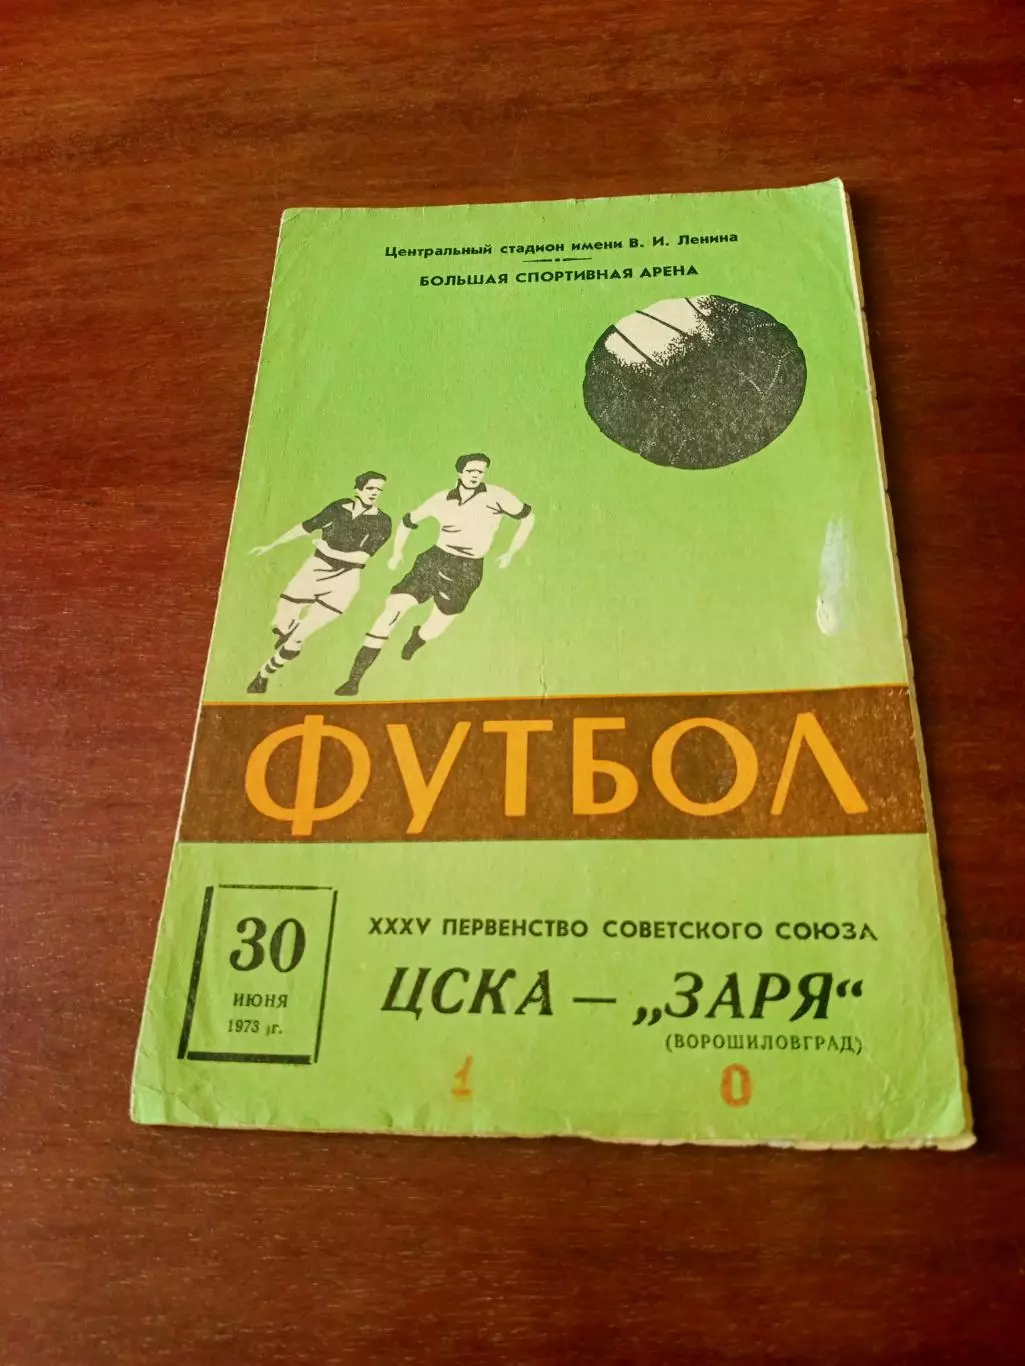 Центральный стадион имени В. И. Ленина
БОЛЬШАЯ СПОРТИВНАЯ АРЕНА
ФУТБОЛ
30
ИЮНЯ
1973 г.
XXXV ПЕРВЕНСТВО СОВЕТСКОГО СОЮЗА
ЦСКА — „ЗАРЯ“
(ВОРОШИЛОВГРАД)
1 0